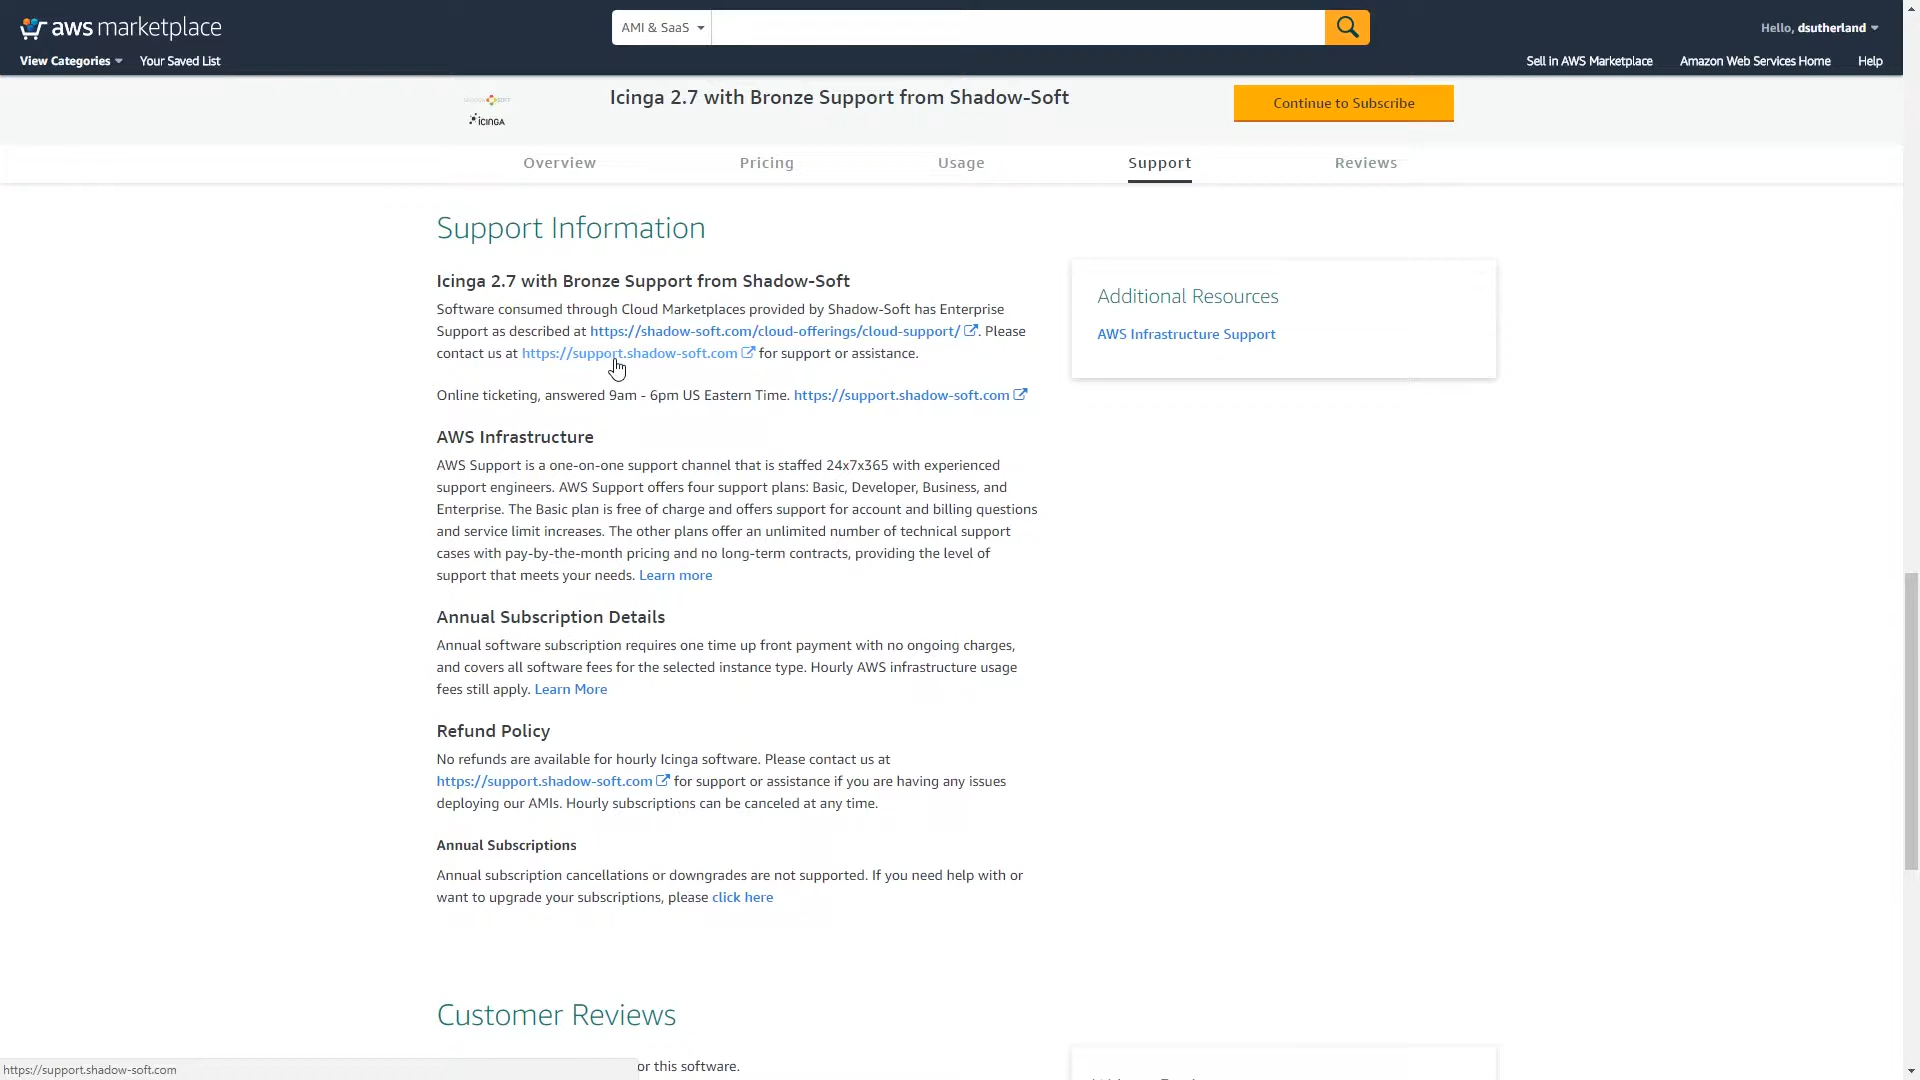 aws marketplace
AMI & SaaS
Hello, dsutherland
View Categories
Your Saved List
Sell in AWS Marketplace
Amazon Web Services Home
Help
ICINGA
Icinga 2.7 with Bronze Support from Shadow-Soft
Continue to Subscribe
Overview
Pricing
Usage
Support
Reviews
Support Information
Icinga 2.7 with Bronze Support from Shadow-Soft
Software consumed through Cloud Marketplaces provided by Shadow-Soft has Enterprise
Support as described at https://shadow-soft.com/cloud-offerings/cloud-support/ . Please
contact us at https://support.shadow-soft.com for support or assistance.
Online ticketing, answered 9am - 6pm US Eastern Time. https://support.shadow-soft.com
AWS Infrastructure
AWS Support is a one-on-one support channel that is staffed 24x7x365 with experienced
support engineers. AWS Support offers four support plans: Basic, Developer, Business, and
Enterprise. The Basic plan is free of charge and offers support for account and billing questions
and service limit increases. The other plans offer an unlimited number of technical support
cases with pay-by-the-month pricing and no long-term contracts, providing the level of
support that meets your needs. Learn more
Annual Subscription Details
Annual software subscription requires one time up front payment with no ongoing charges,
and covers all software fees for the selected instance type. Hourly AWS infrastructure usage
fees still apply. Learn More
Refund Policy
No refunds are available for hourly Icinga software. Please contact us at
https://support.shadow-soft.com for support or assistance if you are having any issues
deploying our AMIs. Hourly subscriptions can be canceled at any time.
Annual Subscriptions
Annual subscription cancellations or downgrades are not supported. If you need help with or
want to upgrade your subscriptions, please click here
Additional Resources
AWS Infrastructure Support
Customer Reviews
or this software.
https://support.shadow-soft.com